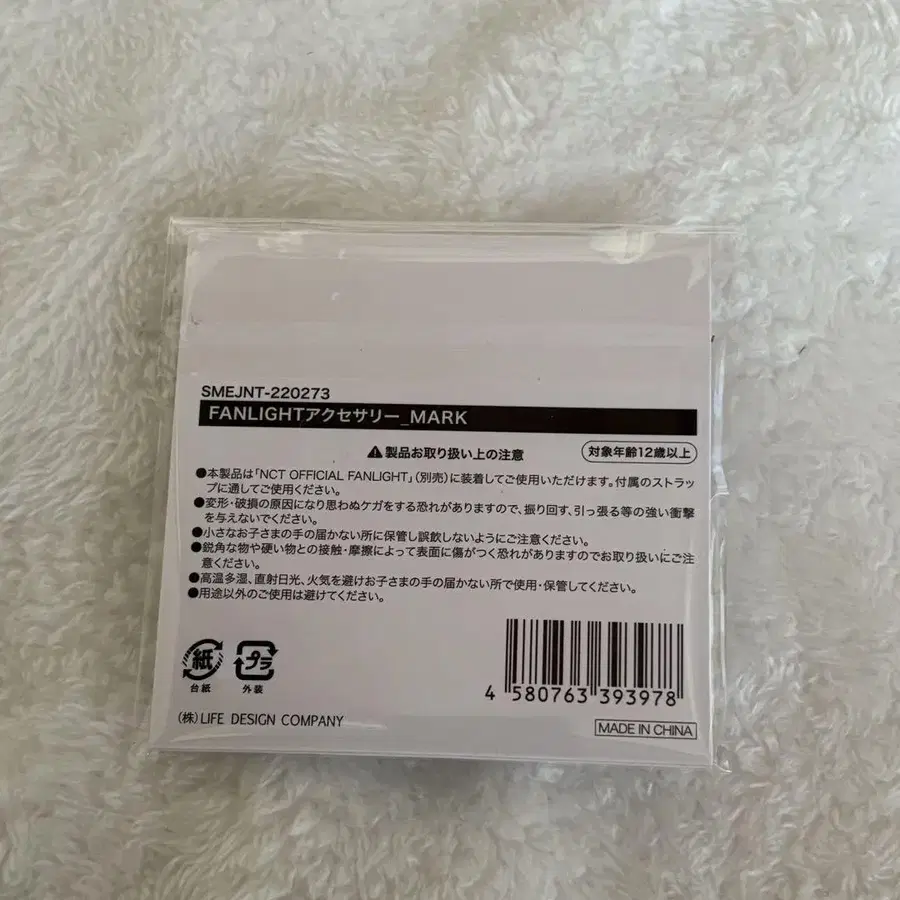 SMEJNT-220273
FANLIGHTアクセサリー_MARK
⚠製品お取り扱い上の注意
対象年齢12歳以上
●本製品は「NCT OFFICIAL FANLIGHT」(別売)に装着してご使用いただけます。付属のストラッ
プに通してご使用ください。
●変形・破損の原因になり思わぬケガをする恐れがありますので、振り回す、引っ張る等の強い衝撃
を与えないでください。
●小さなお子さまの手の届かない所に保管し誤飲しないようにご注意ください。
●鋭角な物や硬い物との接触・摩擦によって表面に傷がつく恐れがありますのでお取り扱いにご注
意ください。
●高温多湿、直射日光、火気を避けお子さまの手の届かない所で使用・保管してください。
●用途以外のご使用は避けてください。
紙
台紙
プラ
外装
4 580763 393978
(株)LIFE DESIGN COMPANY
MADE IN CHINA